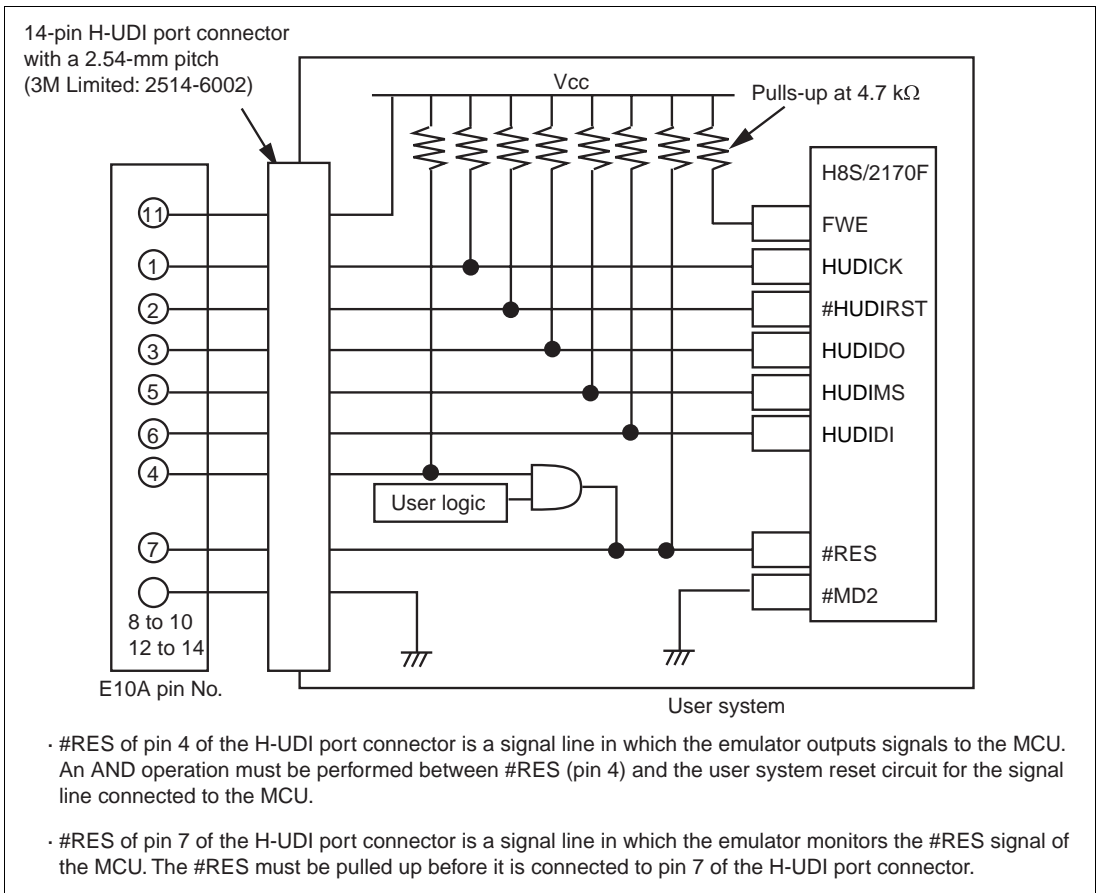 14-pin H-UDI port connector
with a 2.54-mm pitch
(3M Limited: 2514-6002)
Vcc
Pulls-up at 4.7 kΩ
H8S/2170F
11
FWE
1
HUDICK
2
#HUDIRST
3
HUDIDO
5
HUDIMS
6
HUDIDI
4
User logic
7
#RES
#MD2
8 to 10
12 to 14
E10A pin No.
User system
· #RES of pin 4 of the H-UDI port connector is a signal line in which the emulator outputs signals to the MCU.
An AND operation must be performed between #RES (pin 4) and the user system reset circuit for the signal
line connected to the MCU.
· #RES of pin 7 of the H-UDI port connector is a signal line in which the emulator monitors the #RES signal of
the MCU. The #RES must be pulled up before it is connected to pin 7 of the H-UDI port connector.